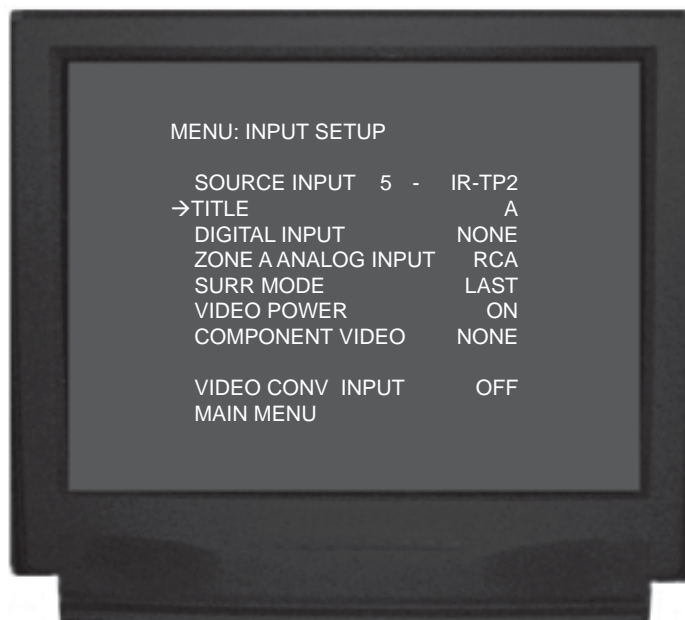 MENU: INPUT SETUP
SOURCE INPUT 5 - IR-TP2
→TITLE A
DIGITAL INPUT NONE
ZONE A ANALOG INPUT RCA
SURR MODE LAST
VIDEO POWER ON
COMPONENT VIDEO NONE
VIDEO CONV INPUT OFF
MAIN MENU